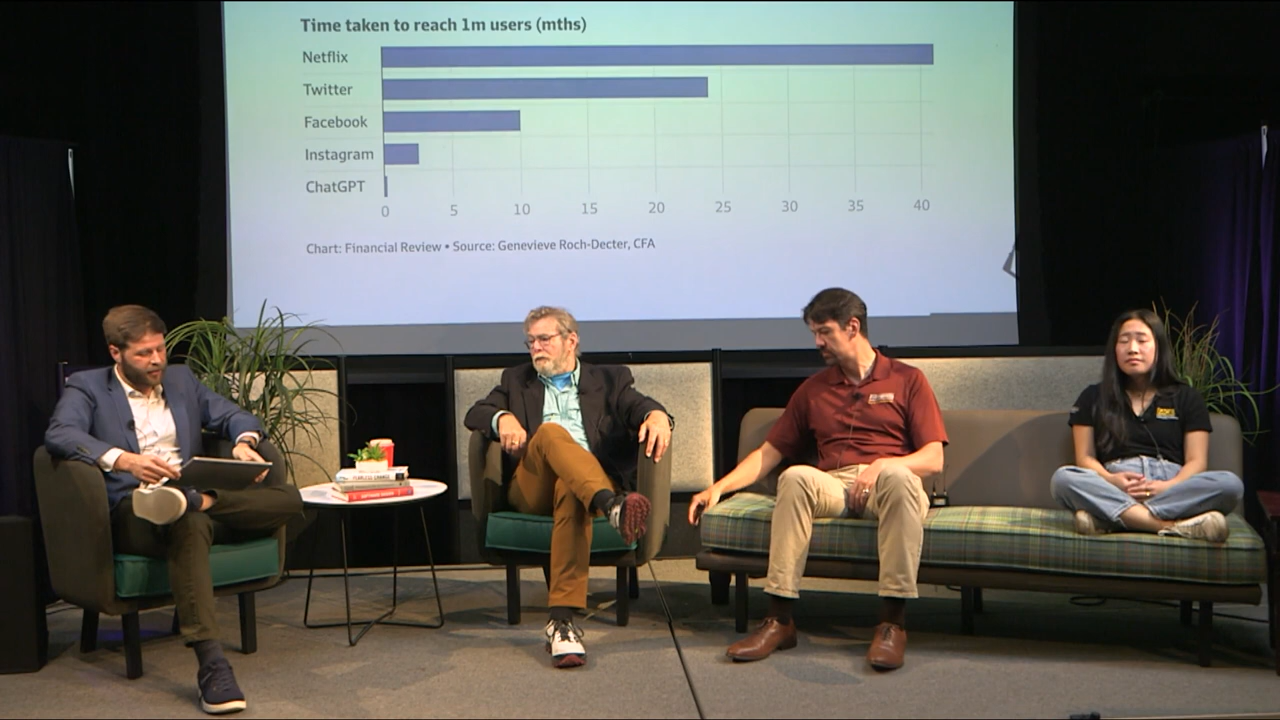 Time taken to reach 1m users (mths)
Netflix
Twitter
Facebook
Instagram
ChatGPT
0 5 10 15 20 25 30 35 40
Chart: Financial Review • Source: Genevieve Roch-Decter, CFA